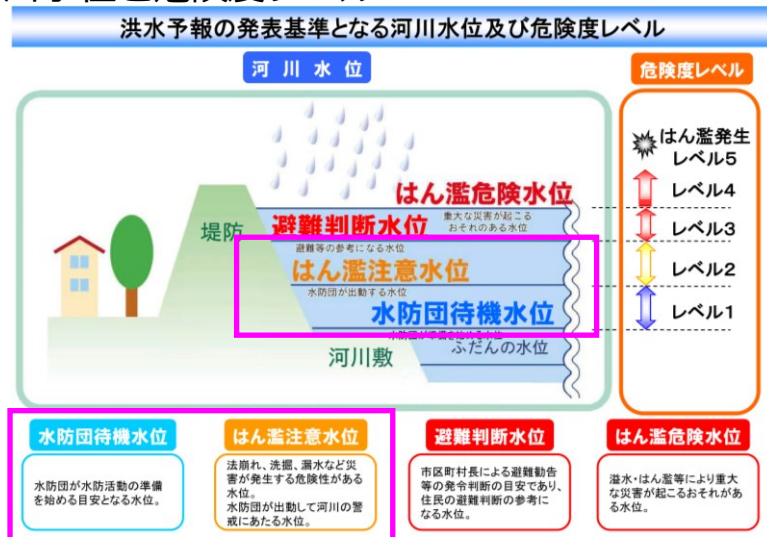 洪水予報の発表基準となる河川水位及び危険度レベル
河川水位
危険度レベル
はん濫発生
レベル5
はん濫危険水位
レベル4
重大な災害が起こる
おそれのある水位
堤防
避難判断水位
レベル3
避難等の参考になる水位
はん濫注意水位
レベル2
水防団が出動する水位
水防団待機水位
レベル1
ふだんの水位
河川敷
水防団待機水位
水防団が水防活動の準備
を始める目安となる水位。
はん濫注意水位
法崩れ、洗掘、漏水など災
害が発生する危険性がある
水位。
水防団が出動して河川の警
戒にあたる水位。
避難判断水位
市区町村長による避難勧告
等の発令判断の目安であり、
住民の避難判断の参考に
なる水位。
はん濫危険水位
溢水・はん濫等により重大
な災害が起こるおそれがあ
る水位。